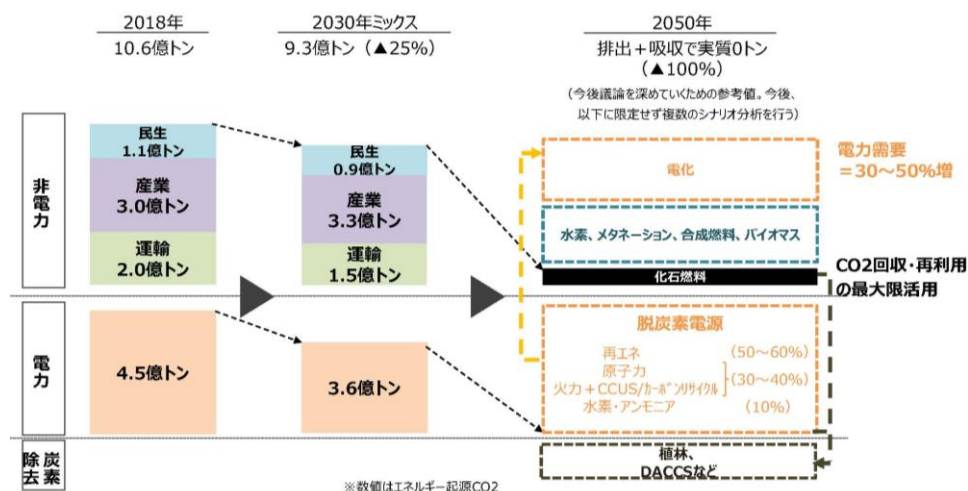 2018年
10.6億トン
2030年ミックス
9.3億トン（▲25%）
2050年
排出＋吸収で実質0トン
（▲100%）
（今後議論を深めていくための参考値。今後、
以下に限定せず複数のシナリオ分析を行う）
非電力
民生
1.1億トン
産業
3.0億トン
運輸
2.0億トン
民生
0.9億トン
産業
3.3億トン
運輸
1.5億トン
電化
電力需要
＝30～50%増
水素、メタネーション、合成燃料、バイオマス
化石燃料
CO2回収・再利用
の最大限活用
電力
4.5億トン
3.6億トン
脱炭素電源
再エネ （50～60%）
原子力
火力＋CCUS/カーボンリサイクル （30～40%）
水素・アンモニア （10%）
炭素除去
植林、
DACCSなど
※数値はエネルギー起源CO2